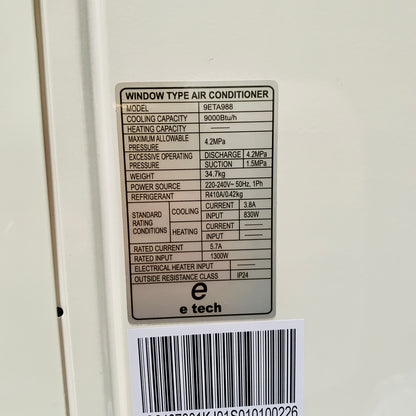 WINDOW TYPE AIR CONDITIONER
MODEL 9ETA988
COOLING CAPACITY 9000Btu/h
HEATING CAPACITY ———
MAXIMUM ALLOWABLE PRESSURE 4.2MPa
EXCESSIVE OPERATING PRESSURE DISCHARGE 4.2MPa
SUCTION 1.5MPa
WEIGHT 34.7kg
POWER SOURCE 220-240V~ 50Hz, 1Ph
REFRIGERANT R410A/0.42kg
STANDARD RATING CONDITIONS COOLING CURRENT 3.8A
INPUT 830W
HEATING CURRENT ———
INPUT ———
RATED CURRENT 5.7A
RATED INPUT 1300W
ELECTRICAL HEATER INPUT ———
OUTSIDE RESISTANCE CLASS IP24
e
e tech